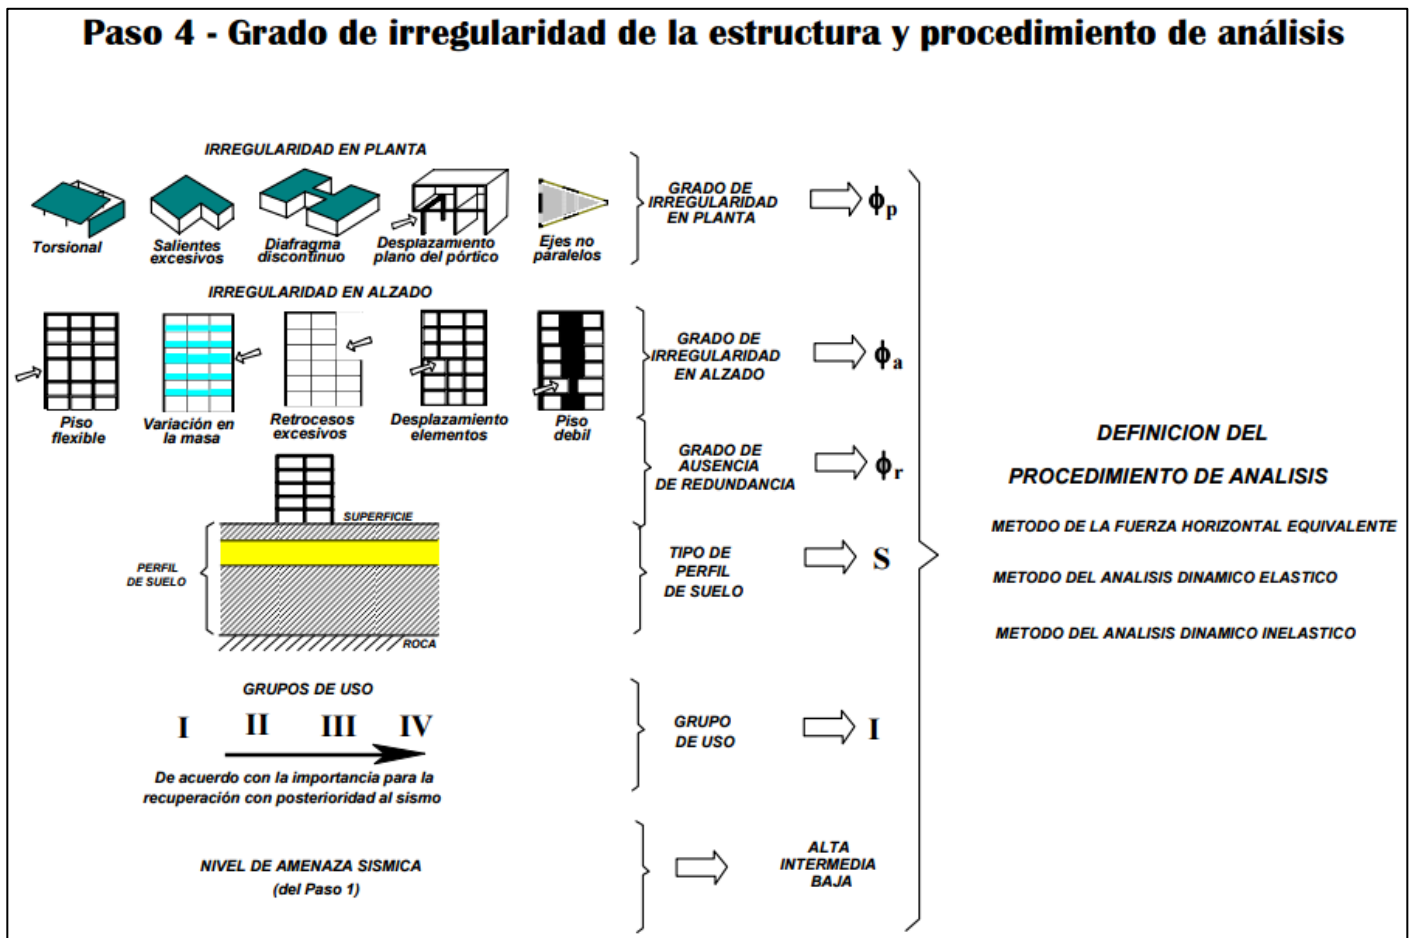 Paso 4 - Grado de irregularidad de la estructura y procedimiento de análisis
IRREGULARIDAD EN PLANTA
Torsional
Salientes
excesivos
Diafragma
discontinuo
Desplazamiento
plano del pórtico
Ejes no
paralelos
GRADO DE
IRREGULARIDAD
EN PLANTA
ϕp
IRREGULARIDAD EN ALZADO
Piso
flexible
Variación en
la masa
Retrocesos
excesivos
Desplazamiento
elementos
Piso
debil
GRADO DE
IRREGULARIDAD
EN ALZADO
ϕa
GRADO DE
AUSENCIA
DE REDUNDANCIA
ϕr
SUPERFICIE
PERFIL
DE SUELO
ROCA
TIPO DE
PERFIL
DE SUELO
S
GRUPOS DE USO
I II III IV
De acuerdo con la importancia para la
recuperación con posterioridad al sismo
GRUPO
DE USO
I
NIVEL DE AMENAZA SISMICA
(del Paso 1)
ALTA
INTERMEDIA
BAJA
DEFINICION DEL
PROCEDIMIENTO DE ANALISIS
METODO DE LA FUERZA HORIZONTAL EQUIVALENTE
METODO DEL ANALISIS DINAMICO ELASTICO
METODO DEL ANALISIS DINAMICO INELASTICO